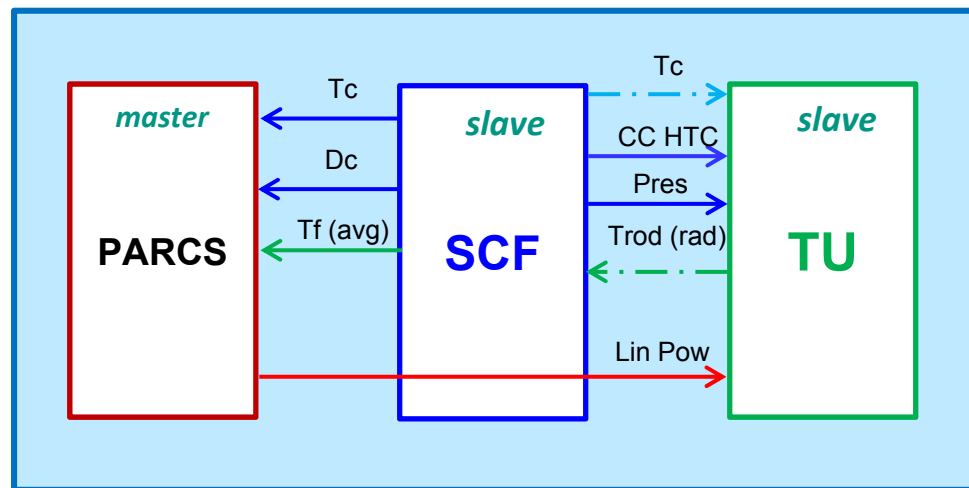 master
PARCS
Tc
Dc
Tf (avg)
slave
SCF
Tc
CC HTC
Pres
Trod (rad)
Lin Pow
slave
TU